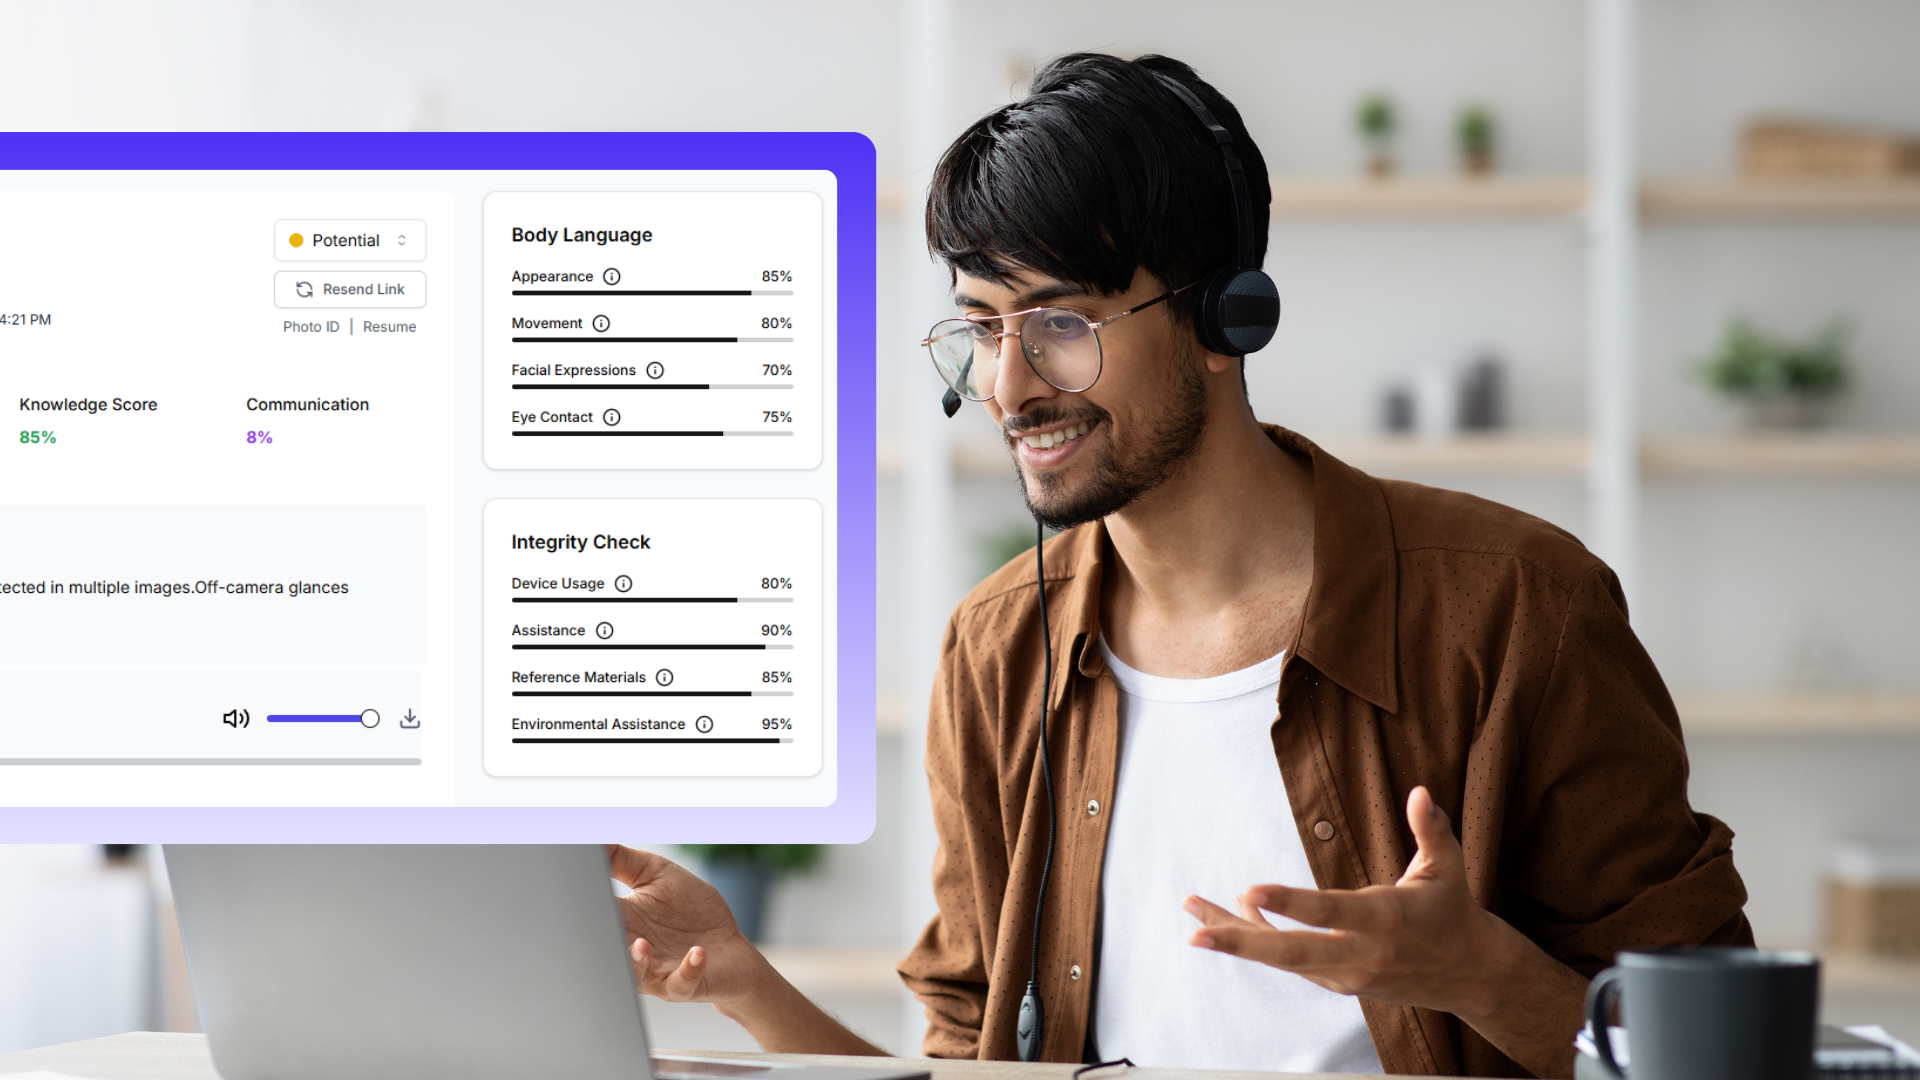 Potential
Resend Link
4:21 PM
Photo ID | Resume
Knowledge Score
Communication
85%
8%
in multiple images.Off-camera glances
Body Language
Appearance 85%
Movement 80%
Facial Expressions 70%
Eye Contact 75%
Integrity Check
Device Usage 80%
Assistance 90%
Reference Materials 85%
Environmental Assistance 95%